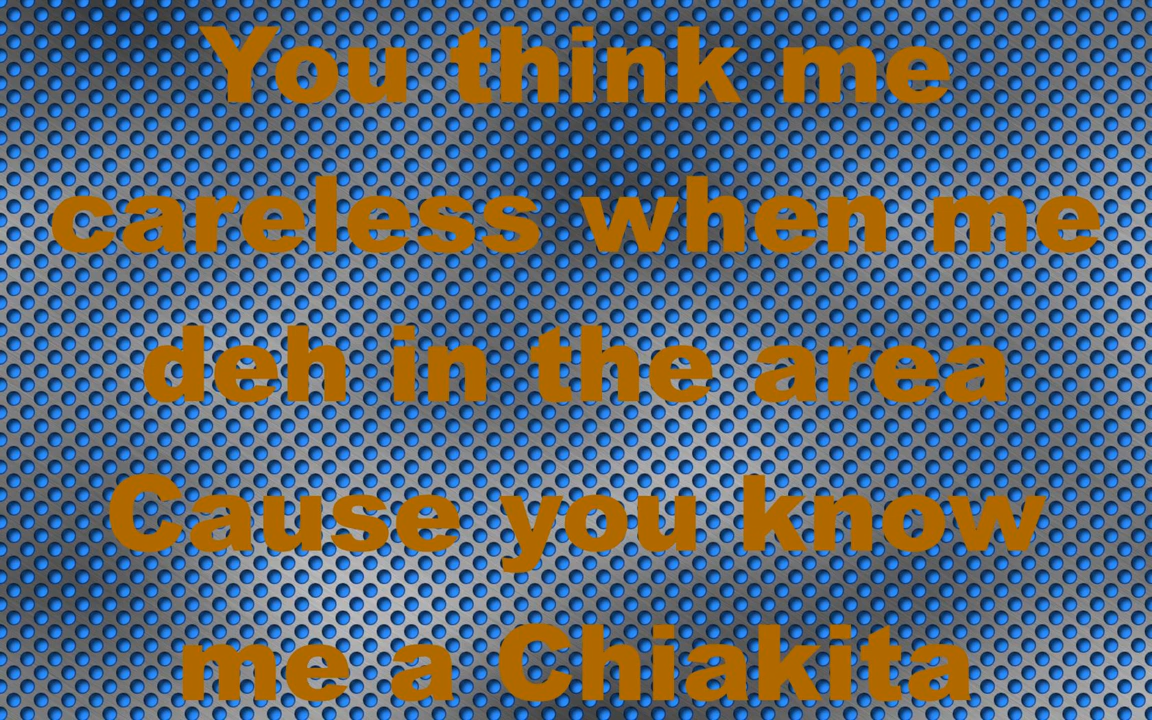 You think me
careless when me
deh in the area
Cause you know
me a Chiakita